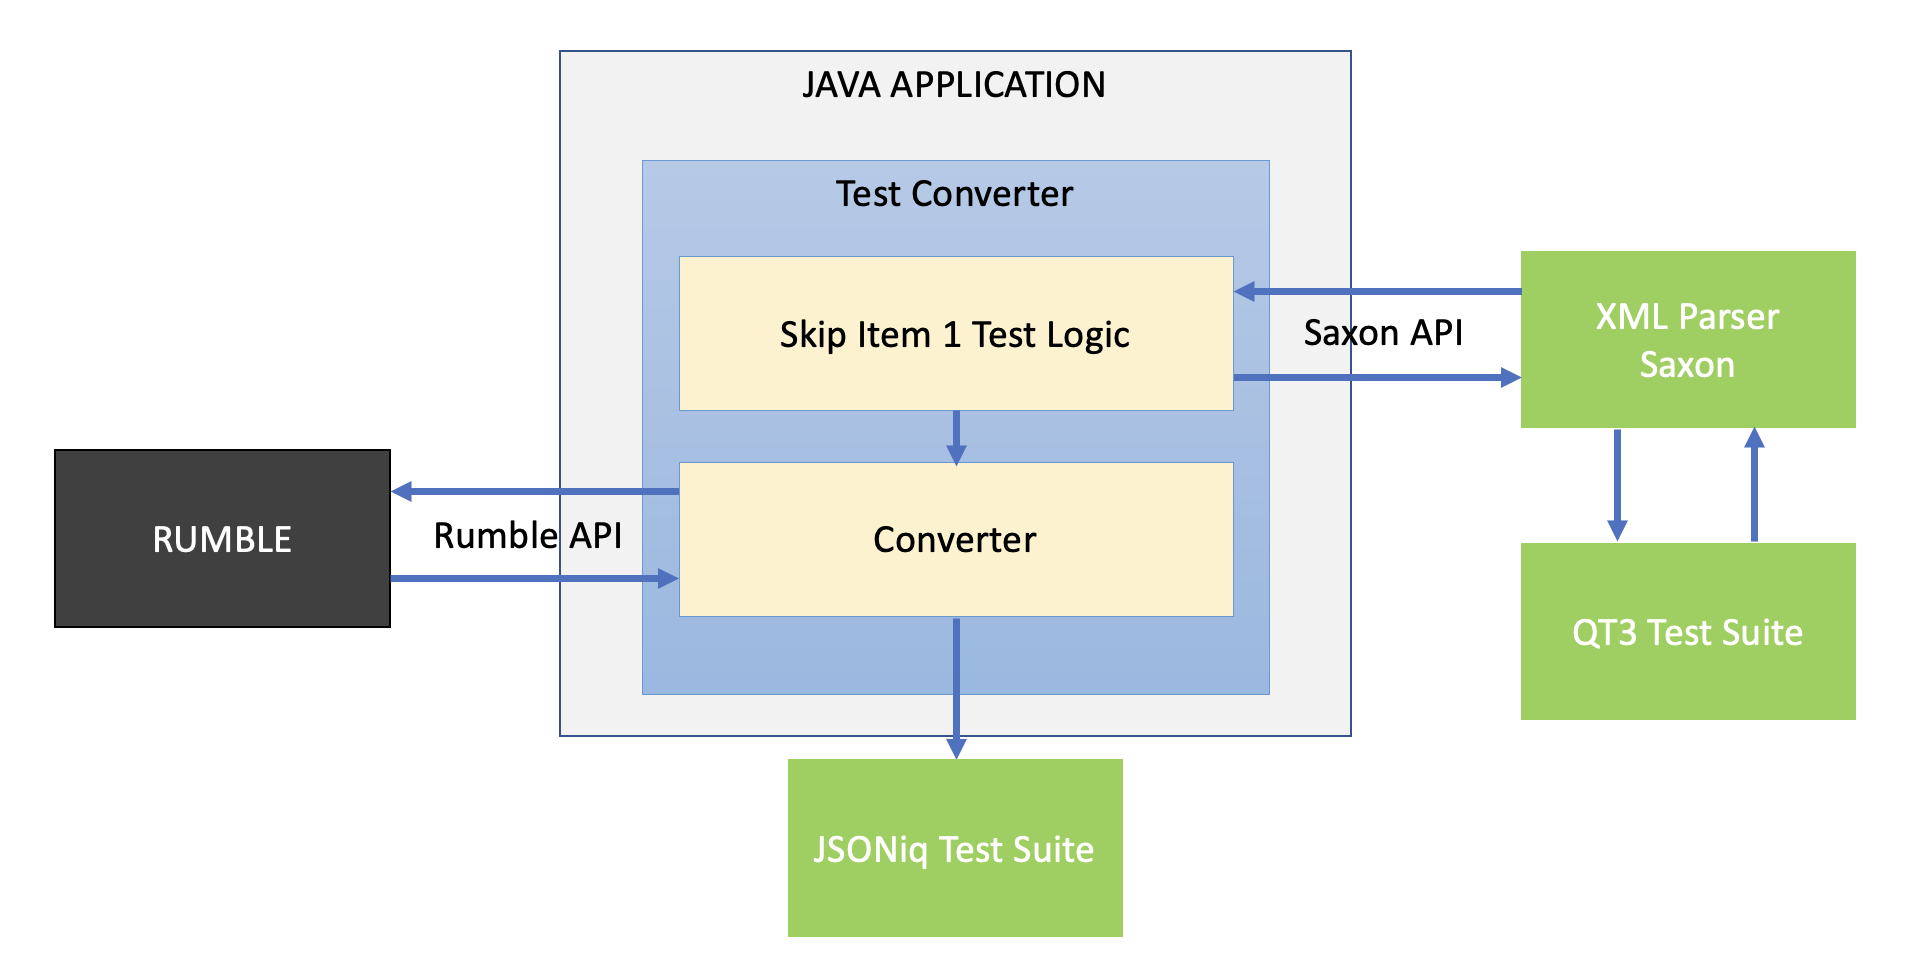 JAVA APPLICATION
Test Converter
Skip Item 1 Test Logic
Saxon API
XML Parser
Saxon
RUMBLE
Rumble API
Converter
QT3 Test Suite
JSONiq Test Suite